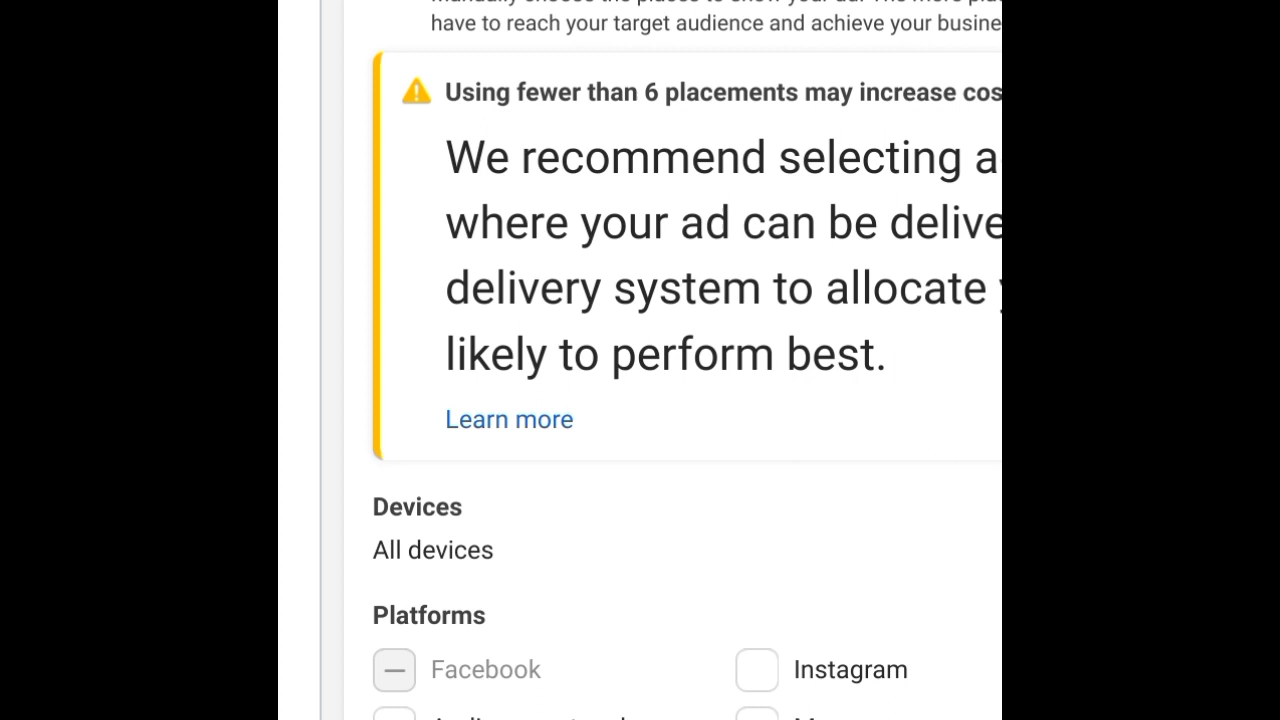 have to reach your target audience and achieve your busine
Using fewer than 6 placements may increase cos
We recommend selecting a
where your ad can be delive
delivery system to allocate
likely to perform best.
Learn more
Devices
All devices
Platforms
Facebook
Instagram